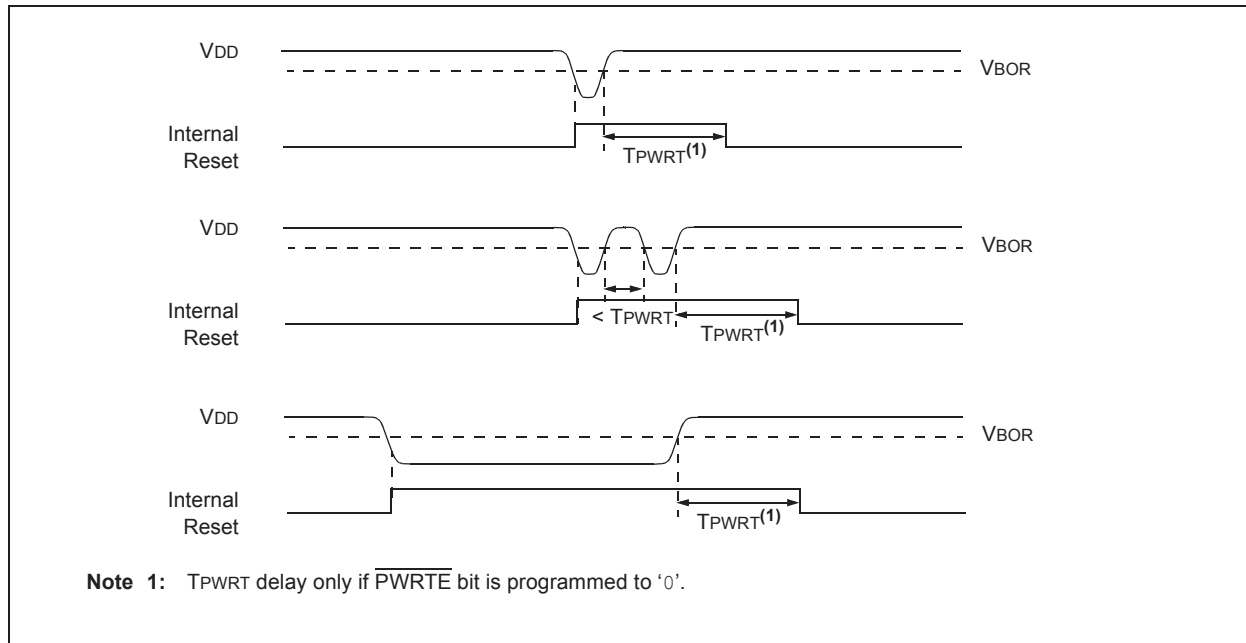 VDD
VBOR
Internal
Reset
TPWRT(1)
VDD
VBOR
Internal
Reset
< TPWRT
TPWRT(1)
VDD
VBOR
Internal
Reset
TPWRT(1)
Note 1: TPWRT delay only if PWRTE bit is programmed to ‘0’.